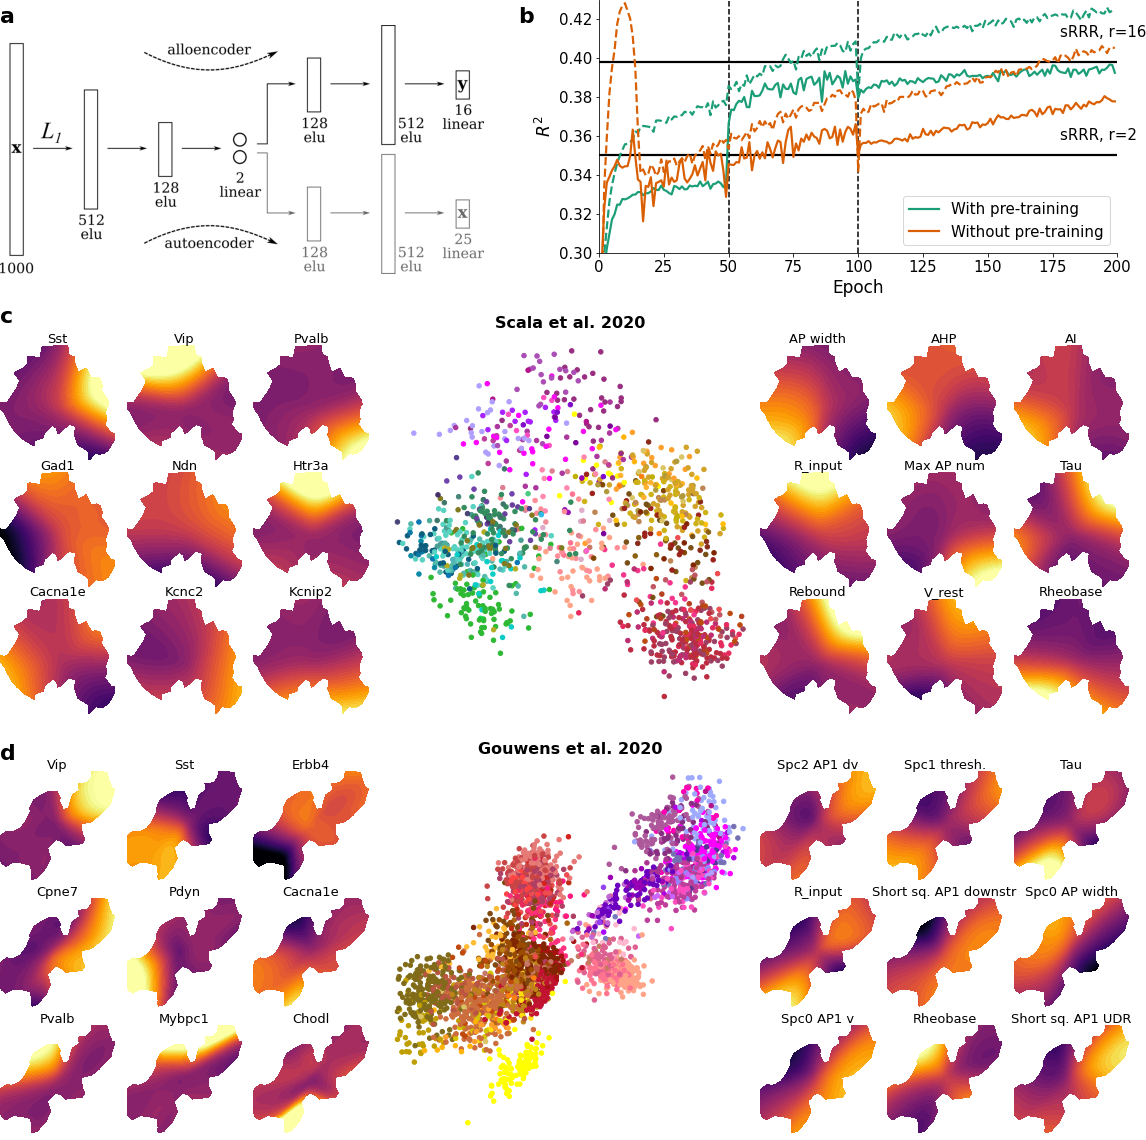 a
alloencoder
x
L1
512
elu
128
elu
2
linear
128
elu
512
elu
y
16
linear
autoencoder
128
elu
512
elu
x
25
linear
1000
b
R²
0.42
0.40
0.38
0.36
0.34
0.32
0.30
sRRR, r=16
sRRR, r=2
With pre-training
Without pre-training
0 25 50 75 100 125 150 175 200
Epoch
c
Scala et al. 2020
Sst Vip Pvalb
Gad1 Ndn Htr3a
Cacna1e Kcnc2 Kcnip2
AP width AHP AI
R_input Max AP num Tau
Rebound V_rest Rheobase
d
Gouwens et al. 2020
Vip Sst Erbb4
Cpne7 Pdyn Cacna1e
Pvalb Mybpc1 Chodl
Spc2 AP1 dv Spc1 thresh. Tau
R_input Short sq. AP1 downstr Spc0 AP width
Spc0 AP1 v Rheobase Short sq. AP1 UDR